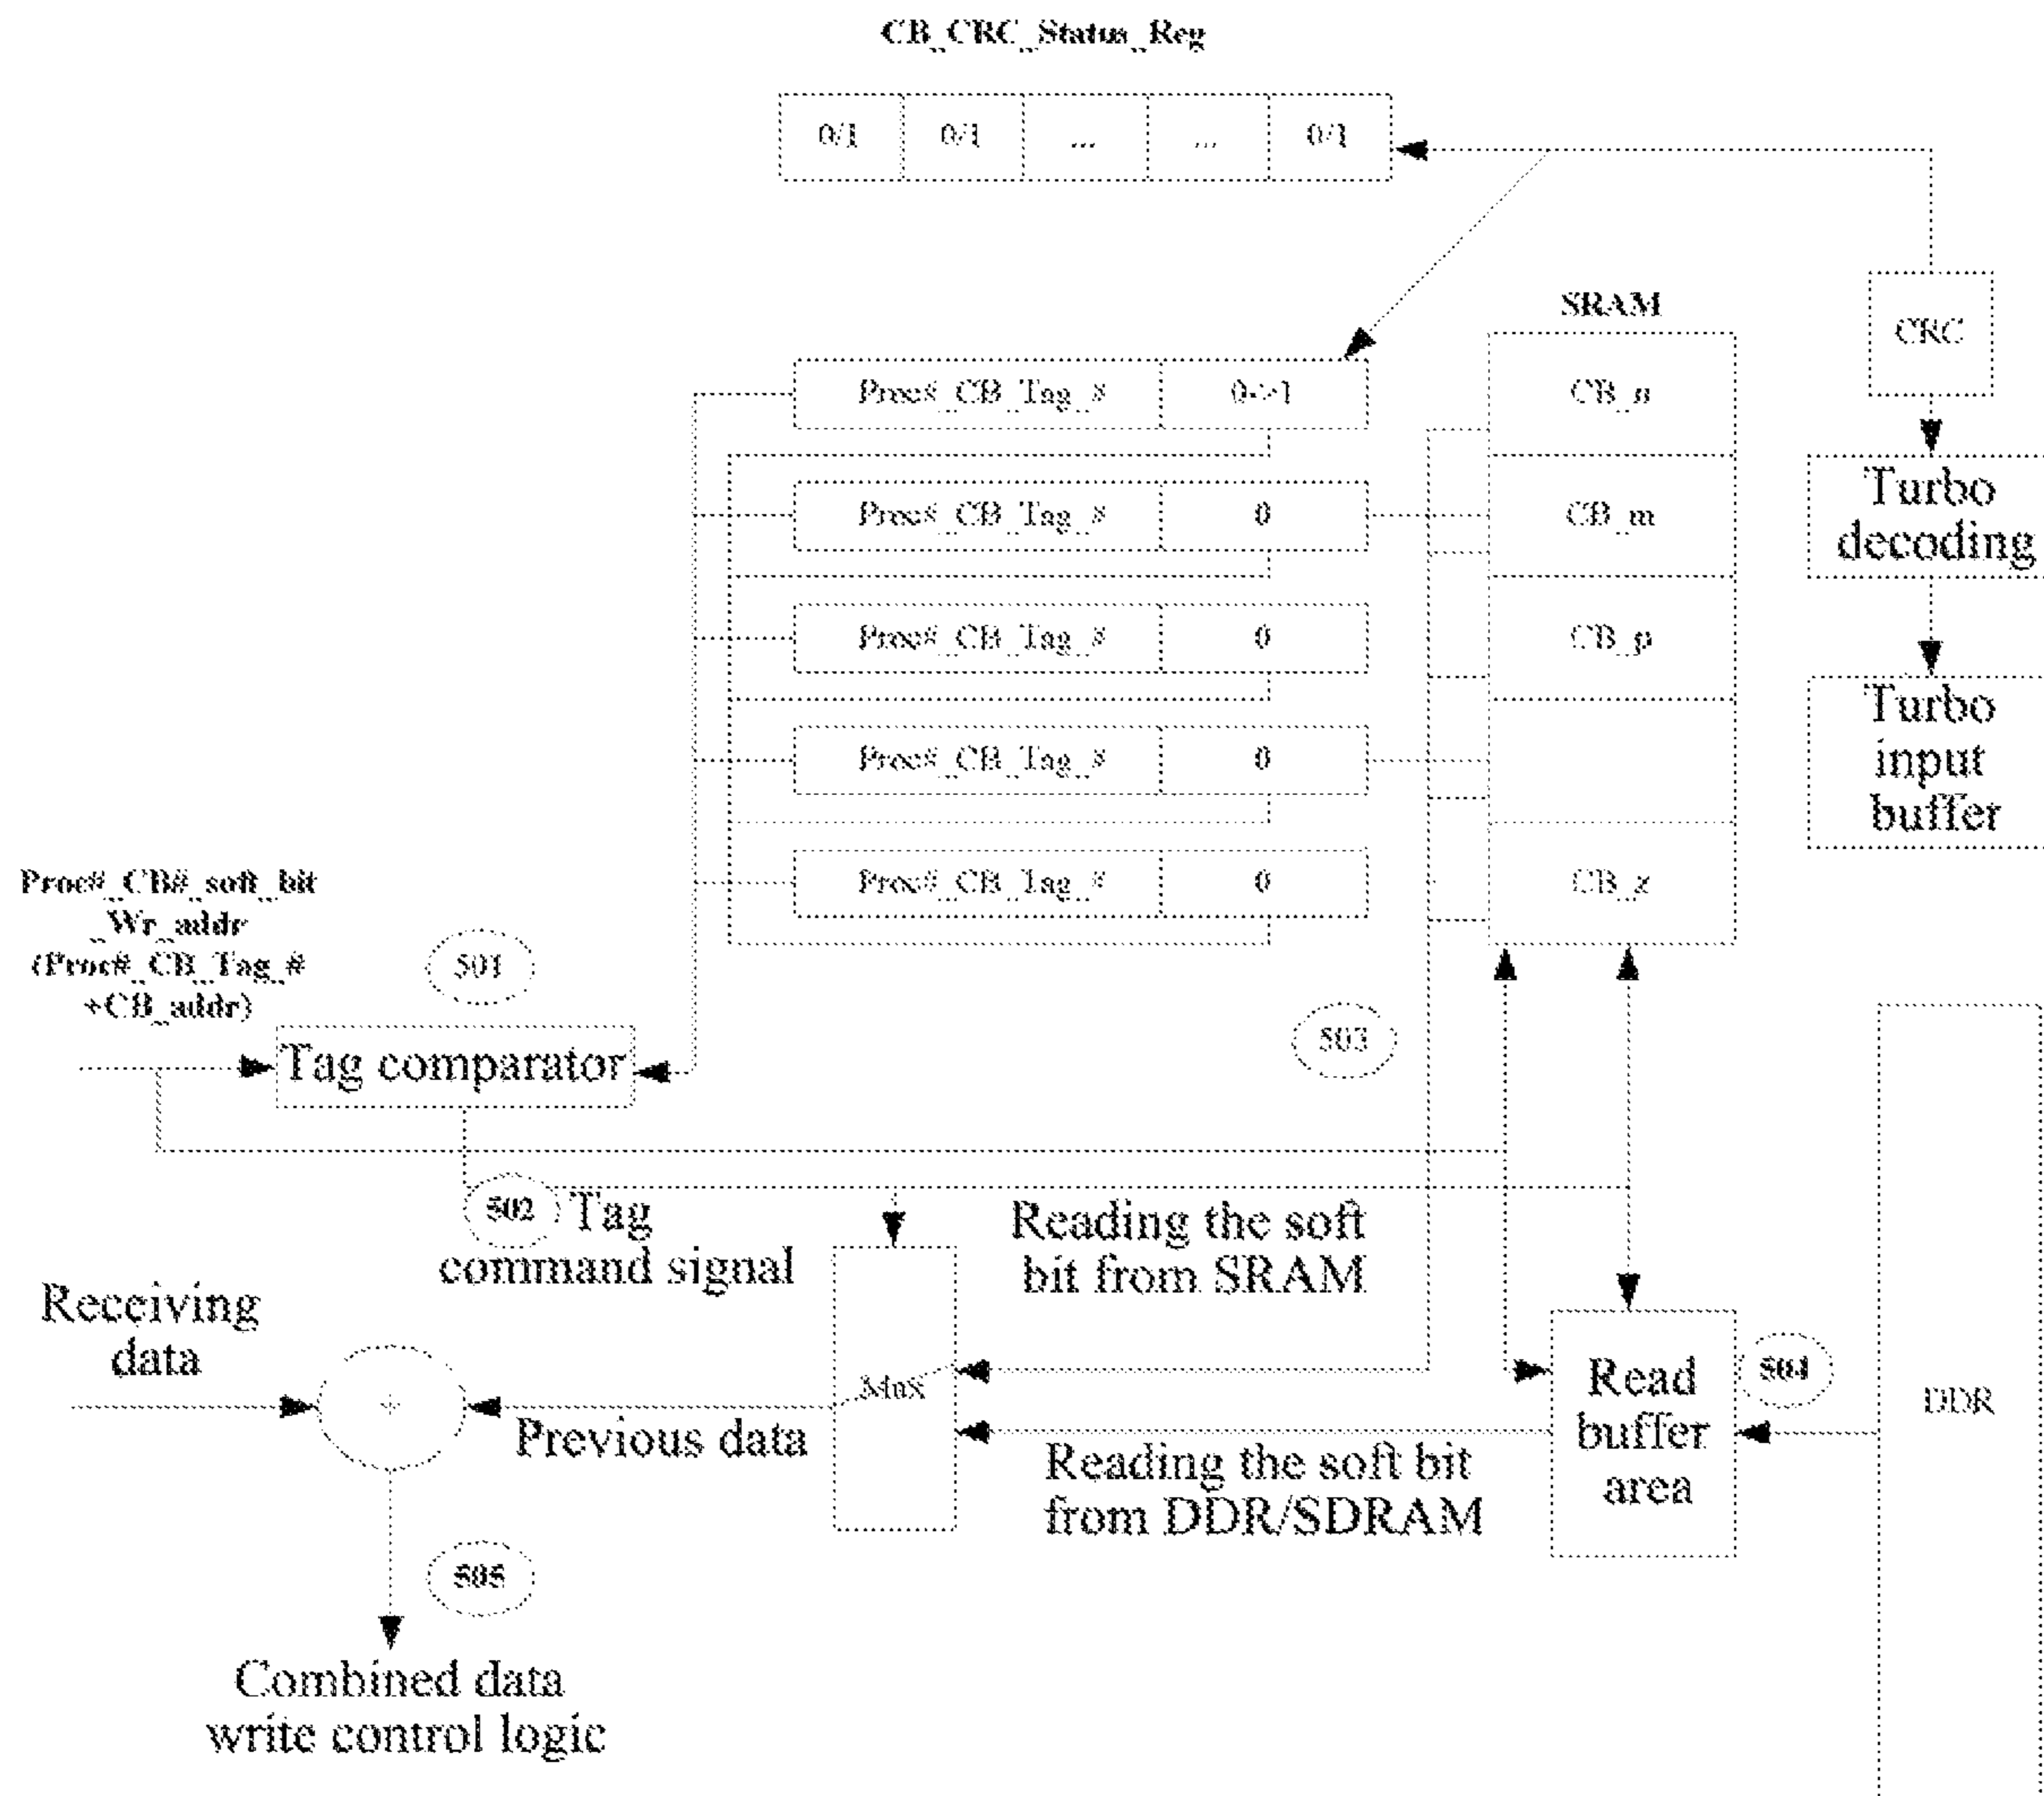 CB_CRC_Status_Reg
0/1 0/1 ... ... 0/1
SRAM
CRC
Proc#_CB_Tag_# 0->1 CB_n
Proc#_CB_Tag_# 0 CB_m
Turbo
decoding
Proc#_CB_Tag_# 0 CB_p
Proc#_CB_Tag_# 0
Turbo
input
buffer
Proc#_CB_Tag_# 0 CB_z
Proc#_CB#_soft_bit
_Wr_addr
(Proc#_CB_Tag_#
+CB_addr)
501
503
Tag comparator
502 Tag
command signal
Reading the soft
bit from SRAM
Receiving
data
+
Previous data
MuX
Read
buffer
area
504
DDR
Reading the soft bit
from DDR/SDRAM
505
Combined data
write control logic